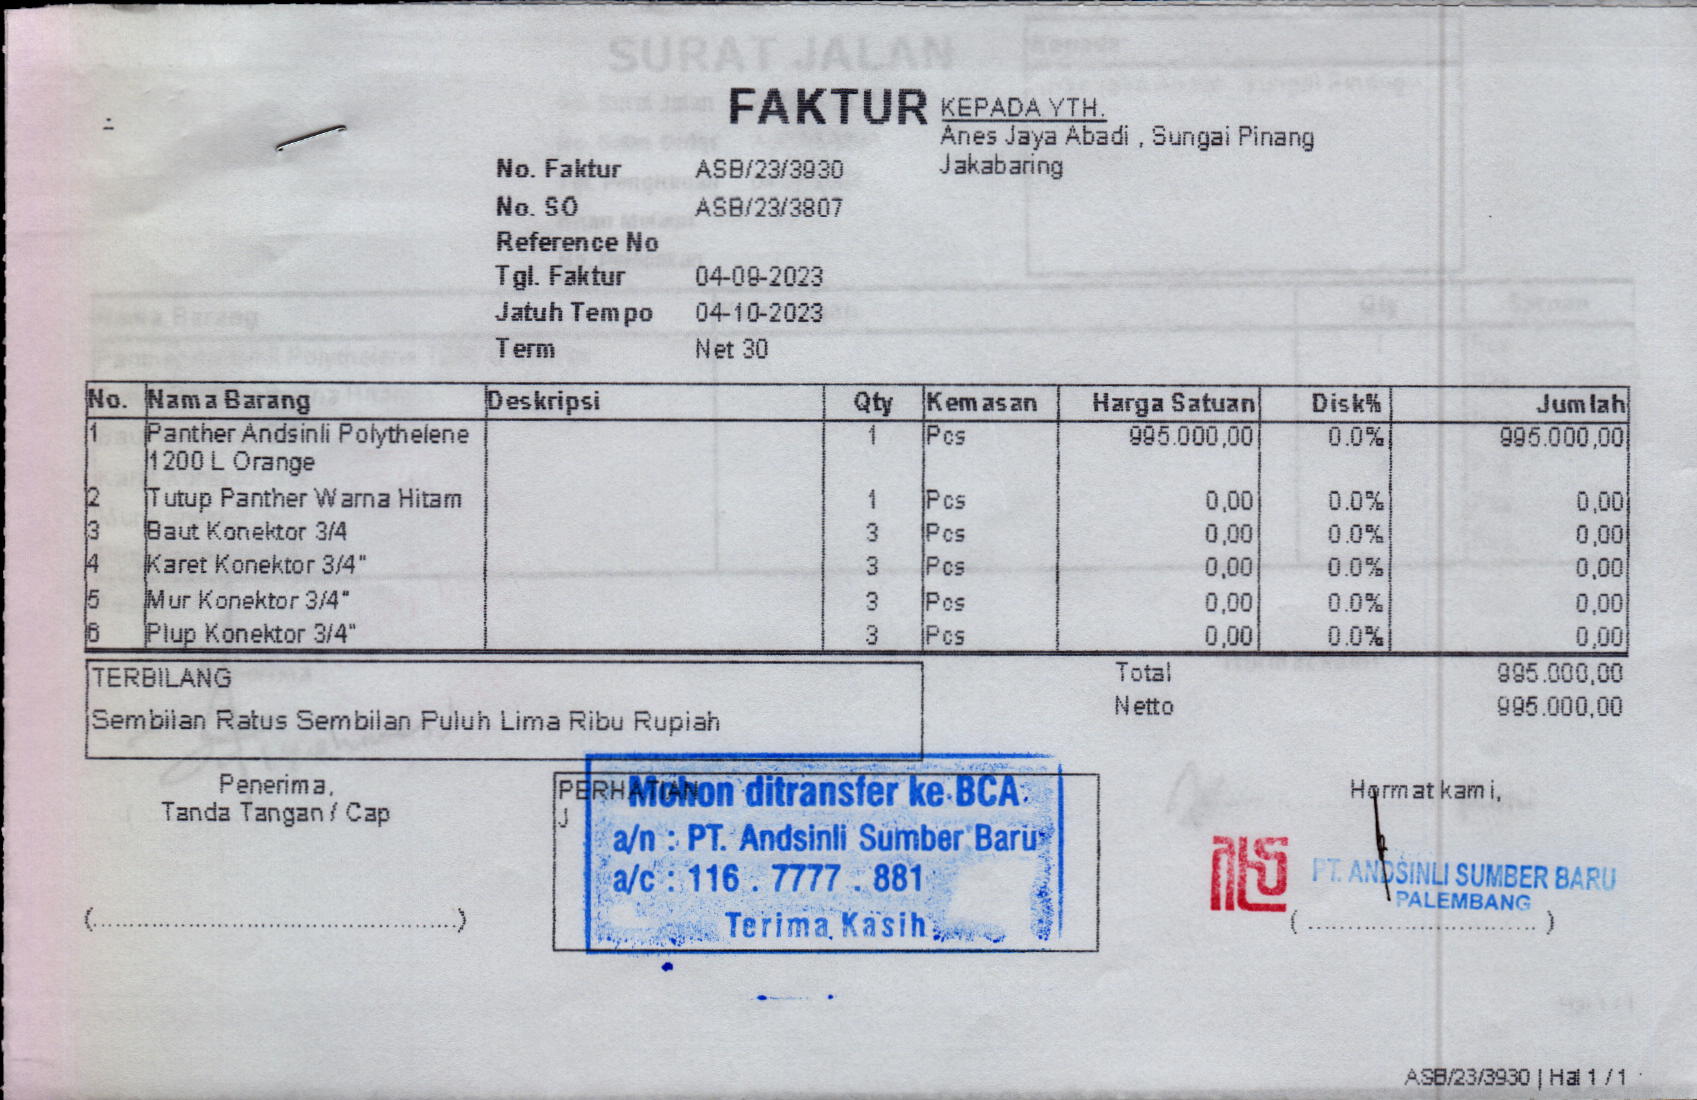 SURAT JALAN
FAKTUR
KEPADA YTH.
Anes Jaya Abadi , Sungai Pinang
Jakabaring
No. Faktur ASB/23/3930
No. SO ASB/23/3807
Reference No
Tgl. Faktur 04-09-2023
Jatuh Tempo 04-10-2023
Term Net 30
No. Nama Barang Deskripsi Qty Kemasan Harga Satuan Disk% Jumlah
1 Panther Andsinli Polythelene 1 Pcs 995.000,00 0.0% 995.000,00
1200 L Orange
2 Tutup Panther Warna Hitam 1 Pcs 0,00 0.0% 0,00
3 Baut Konektor 3/4 3 Pcs 0,00 0.0% 0,00
4 Karet Konektor 3/4" 3 Pcs 0,00 0.0% 0,00
5 Mur Konektor 3/4" 3 Pcs 0,00 0.0% 0,00
6 Plup Konektor 3/4" 3 Pcs 0,00 0.0% 0,00
TERBILANG
Sembilan Ratus Sembilan Puluh Lima Ribu Rupiah
Total 995.000,00
Netto 995.000,00
Penerima,
Tanda Tangan / Cap
(................................................)
PERHATIAN
J
Mohon ditransfer ke BCA:
a/n : PT. Andsinli Sumber Baru
a/c : 116 . 7777 . 881
Terima Kasih
Hormat kami,
PT. ANDSINLI SUMBER BARU
PALEMBANG
( .............................. )
ASB/23/3930 | Hal 1 / 1